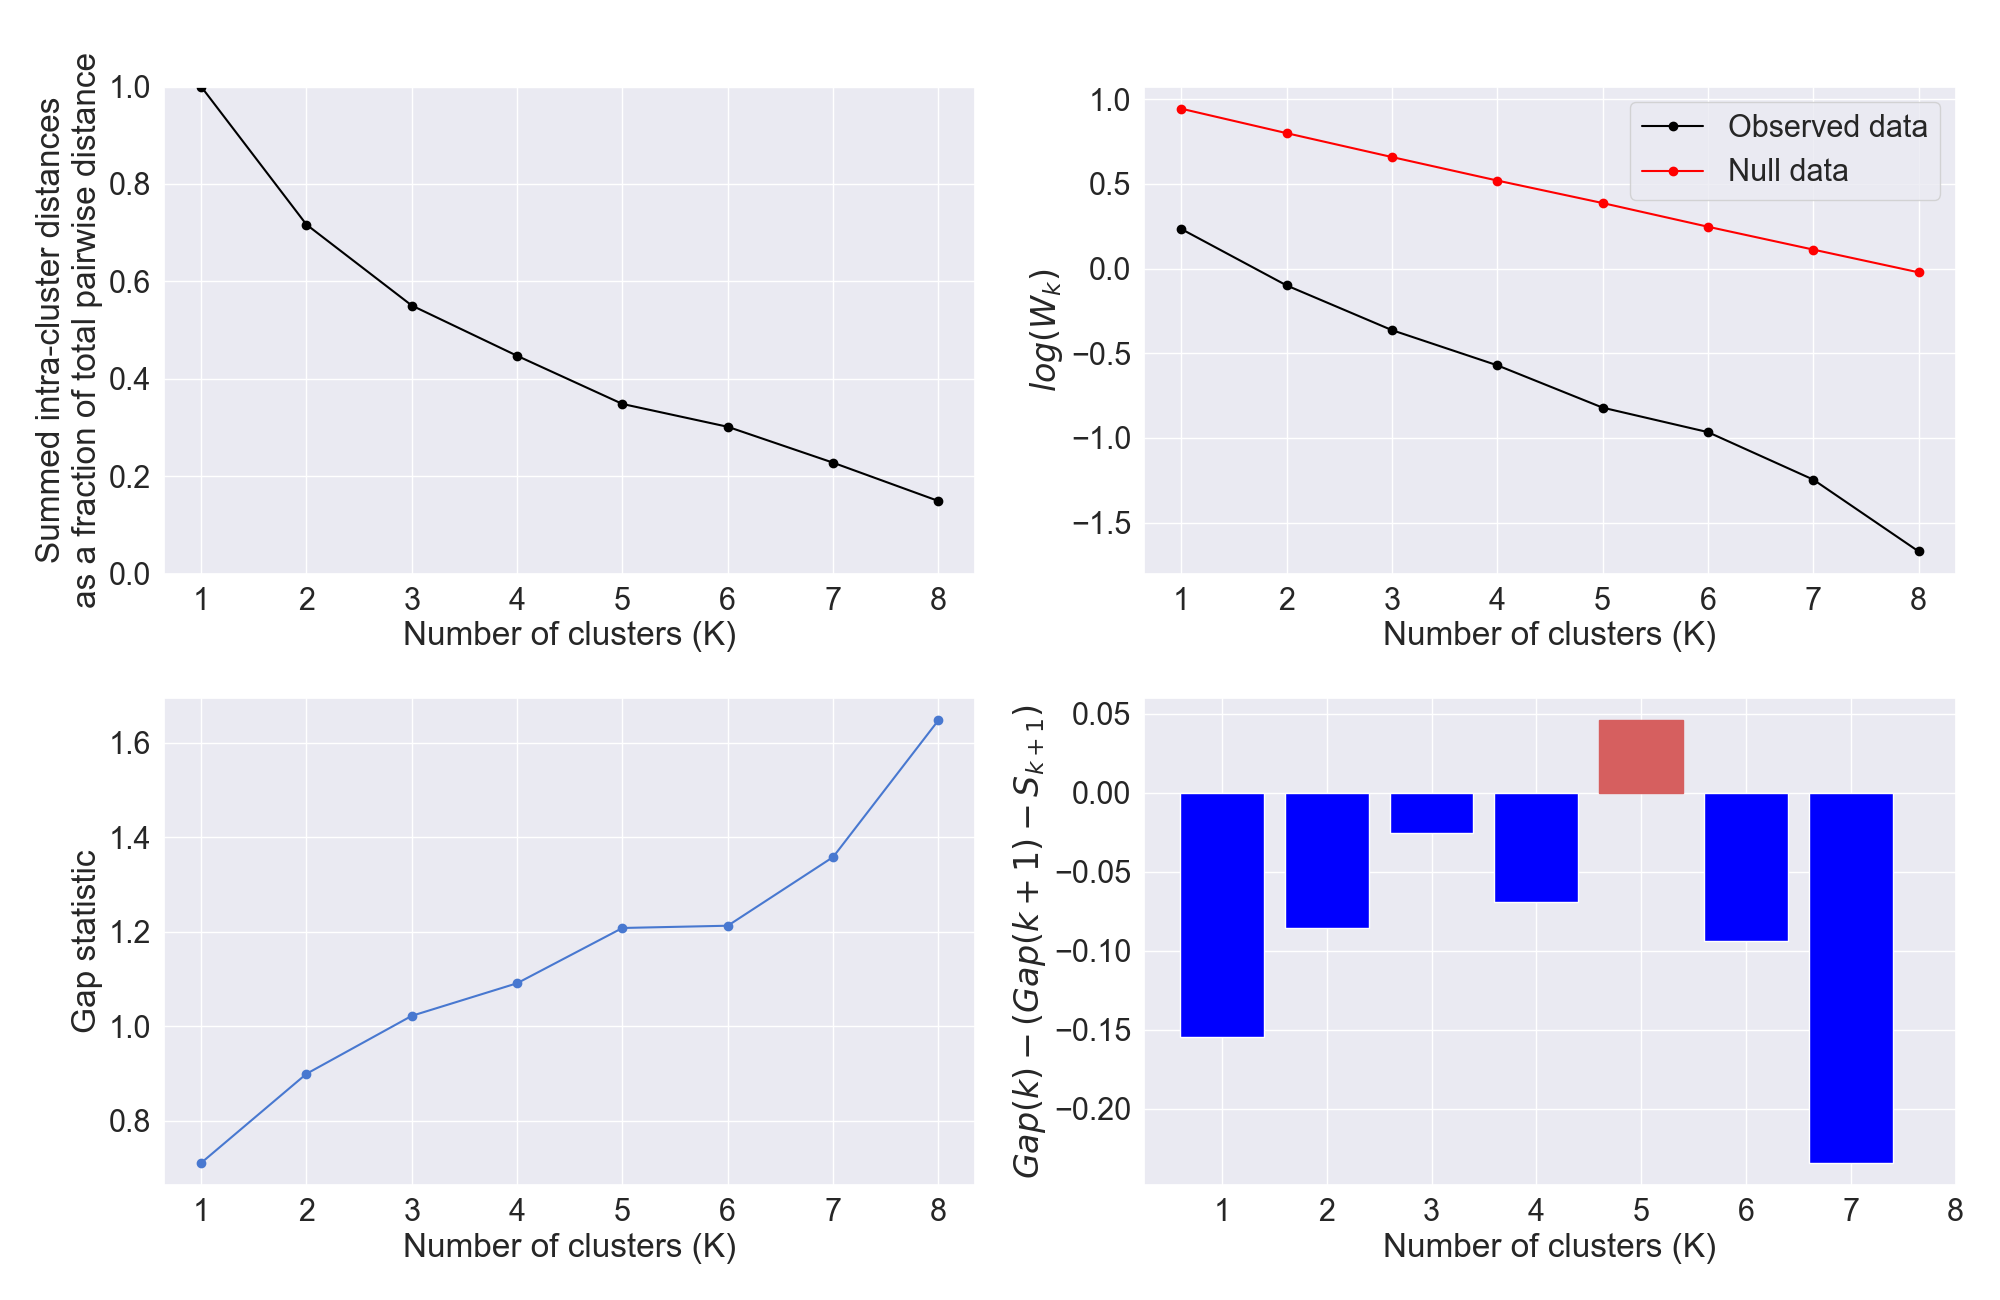 Summed intra-cluster distances
as a fraction of total pairwise distance
1.0
0.8
0.6
0.4
0.2
0.0
1 2 3 4 5 6 7 8
Number of clusters (K)
log(W_k)
1.0
0.5
0.0
−0.5
−1.0
−1.5
Observed data
Null data
1 2 3 4 5 6 7 8
Number of clusters (K)
Gap statistic
1.6
1.4
1.2
1.0
0.8
1 2 3 4 5 6 7 8
Number of clusters (K)
Gap(k) − (Gap(k + 1) − S_{k+1})
0.05
0.00
−0.05
−0.10
−0.15
−0.20
1 2 3 4 5 6 7 8
Number of clusters (K)